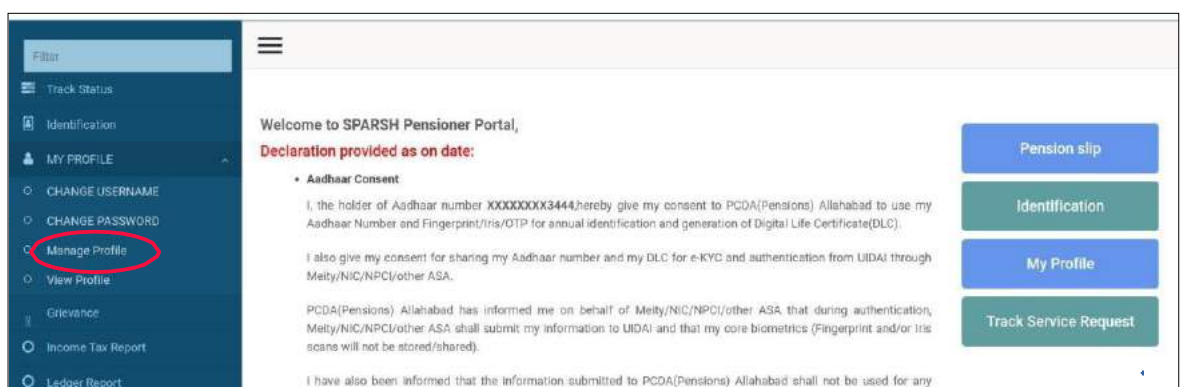 Filter
Track Status
Identification
MY PROFILE
CHANGE USERNAME
CHANGE PASSWORD
Manage Profile
View Profile
Grievance
Income Tax Report
Ledger Report
Welcome to SPARSH Pensioner Portal,
Declaration provided as on date:
• Aadhaar Consent
I, the holder of Aadhaar number XXXXXXXX3444,hereby give my consent to PCDA(Pensions) Allahabad to use my
Aadhaar Number and Fingerprint/Iris/OTP for annual identification and generation of Digital Life Certificate(DLC).
I also give my consent for sharing my Aadhaar number and my DLC for e-KYC and authentication from UIDAI through
Meity/NIC/NPCI/other ASA.
PCDA(Pensions) Allahabad has informed me on behalf of Meity/NIC/NPCI/other ASA that during authentication,
Meity/NIC/NPCI/other ASA shall submit my information to UIDAI and that my core biometrics (Fingerprint and/or Iris
scans will not be stored/shared).
I have also been informed that the information submitted to PCDA(Pensions) Allahabad shall not be used for any
Pension slip
Identification
My Profile
Track Service Request